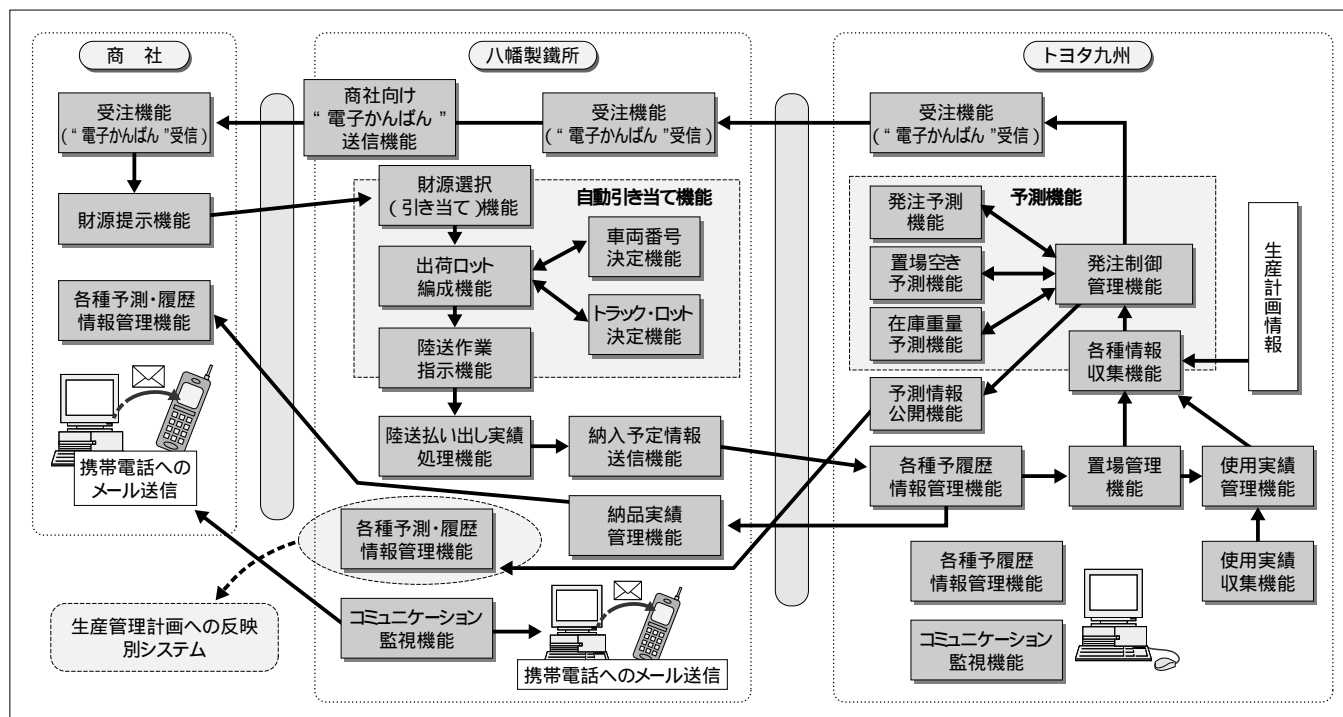 商　社
受注機能
(“電子かんばん”受信)
財源提示機能
各種予測・履歴
情報管理機能
携帯電話への
メール送信
生産管理計画への反映
別システム
八幡製鐵所
商社向け
“電子かんばん”
送信機能
受注機能
(“電子かんばん”受信)
自動引き当て機能
財源選択
(引き当て)機能
出荷ロット
編成機能
車両番号
決定機能
トラック・ロット
決定機能
陸送作業
指示機能
陸送払い出し実績
処理機能
納入予定情報
送信機能
納品実績
管理機能
各種予測・履歴
情報管理機能
コミュニケーション
監視機能
携帯電話へのメール送信
トヨタ九州
受注機能
(“電子かんばん”受信)
予測機能
発注予測
機能
置場空き
予測機能
在庫重量
予測機能
発注制御
管理機能
各種情報
収集機能
生産計画情報
予測情報
公開機能
各種予履歴
情報管理機能
置場管理
機能
使用実績
管理機能
使用実績
収集機能
各種予履歴
情報管理機能
コミュニケーション
監視機能